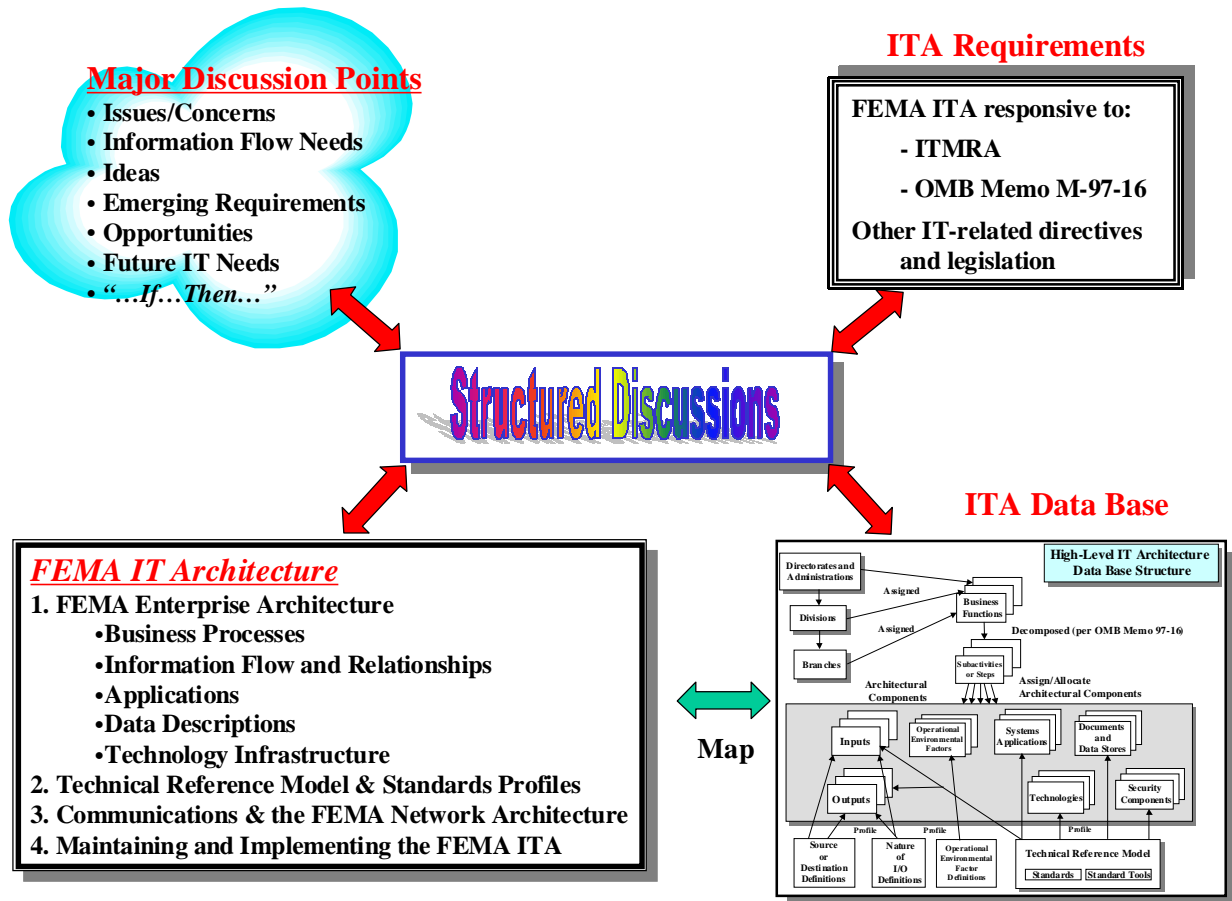 Major Discussion Points
• Issues/Concerns
• Information Flow Needs
• Ideas
• Emerging Requirements
• Opportunities
• Future IT Needs
• “…If…Then…”
ITA Requirements
FEMA ITA responsive to:
- ITMRA
- OMB Memo M-97-16
Other IT-related directives
and legislation
Structured Discussions
FEMA IT Architecture
1. FEMA Enterprise Architecture
•Business Processes
•Information Flow and Relationships
•Applications
•Data Descriptions
•Technology Infrastructure
2. Technical Reference Model & Standards Profiles
3. Communications & the FEMA Network Architecture
4. Maintaining and Implementing the FEMA ITA
Map
ITA Data Base
High-Level IT Architecture
Data Base Structure
Directorates and
Administrations
Assigned
Business
Functions
Divisions
Assigned
Decomposed (per OMB Memo 97-16)
Branches
Subactivities
or Steps
Architectural
Components
Assign/Allocate
Architectural Components
Inputs
Operational
Environmental
Factors
Systems
Applications
Documents
and
Data Stores
Outputs
Technologies
Security
Components
Profile
Profile
Profile
Source
or
Destination
Definitions
Nature
of
I/O
Definitions
Operational
Environmental
Factor
Definitions
Technical Reference Model
Standards
Standard Tools